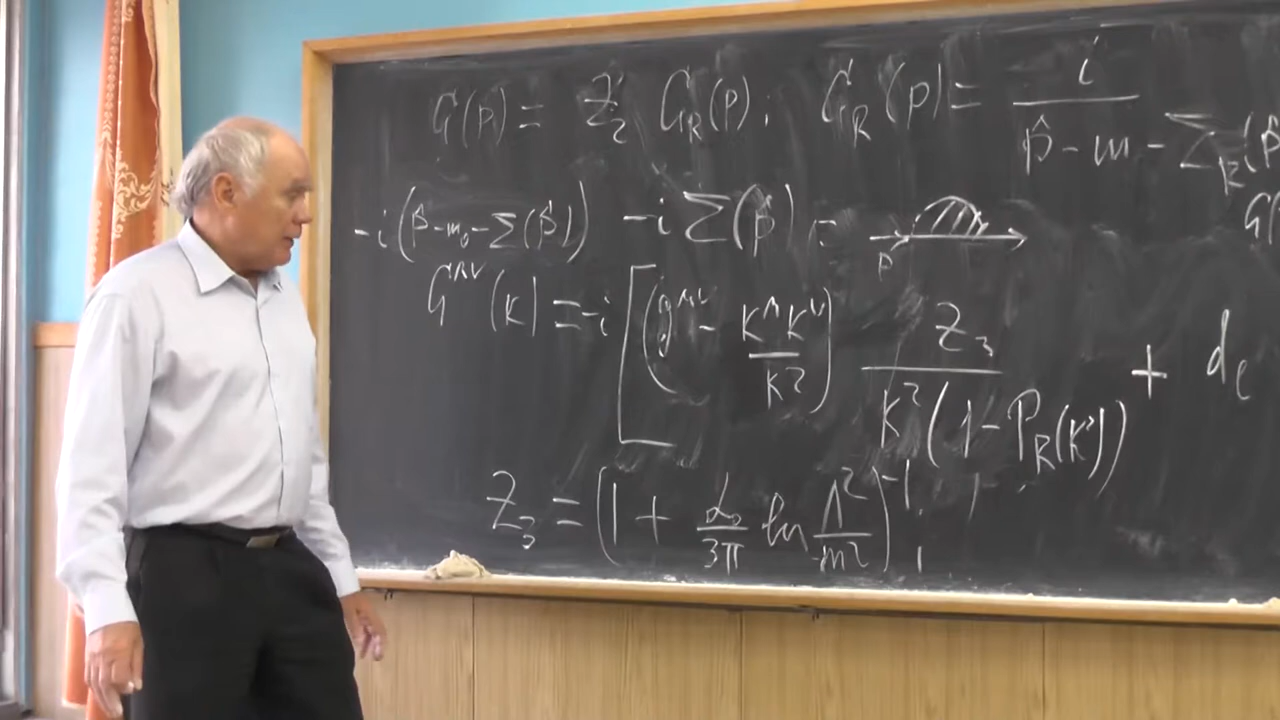 G(p) = Z₂ G_R(p); G_R(p) = i / (p̂ - m - Σ_R(p̂
-i(p̂ - m₀ - Σ(p̂)) -iΣ(p̂) = p G(
G^{μν}(k) = -i[(g^{μν} - k^μ k^ν / k²) Z₃ / (k²(1 - P_R(k²))) + d_l
Z₃ = (1 + α₀/3π ln Λ²/m²)^{-1};